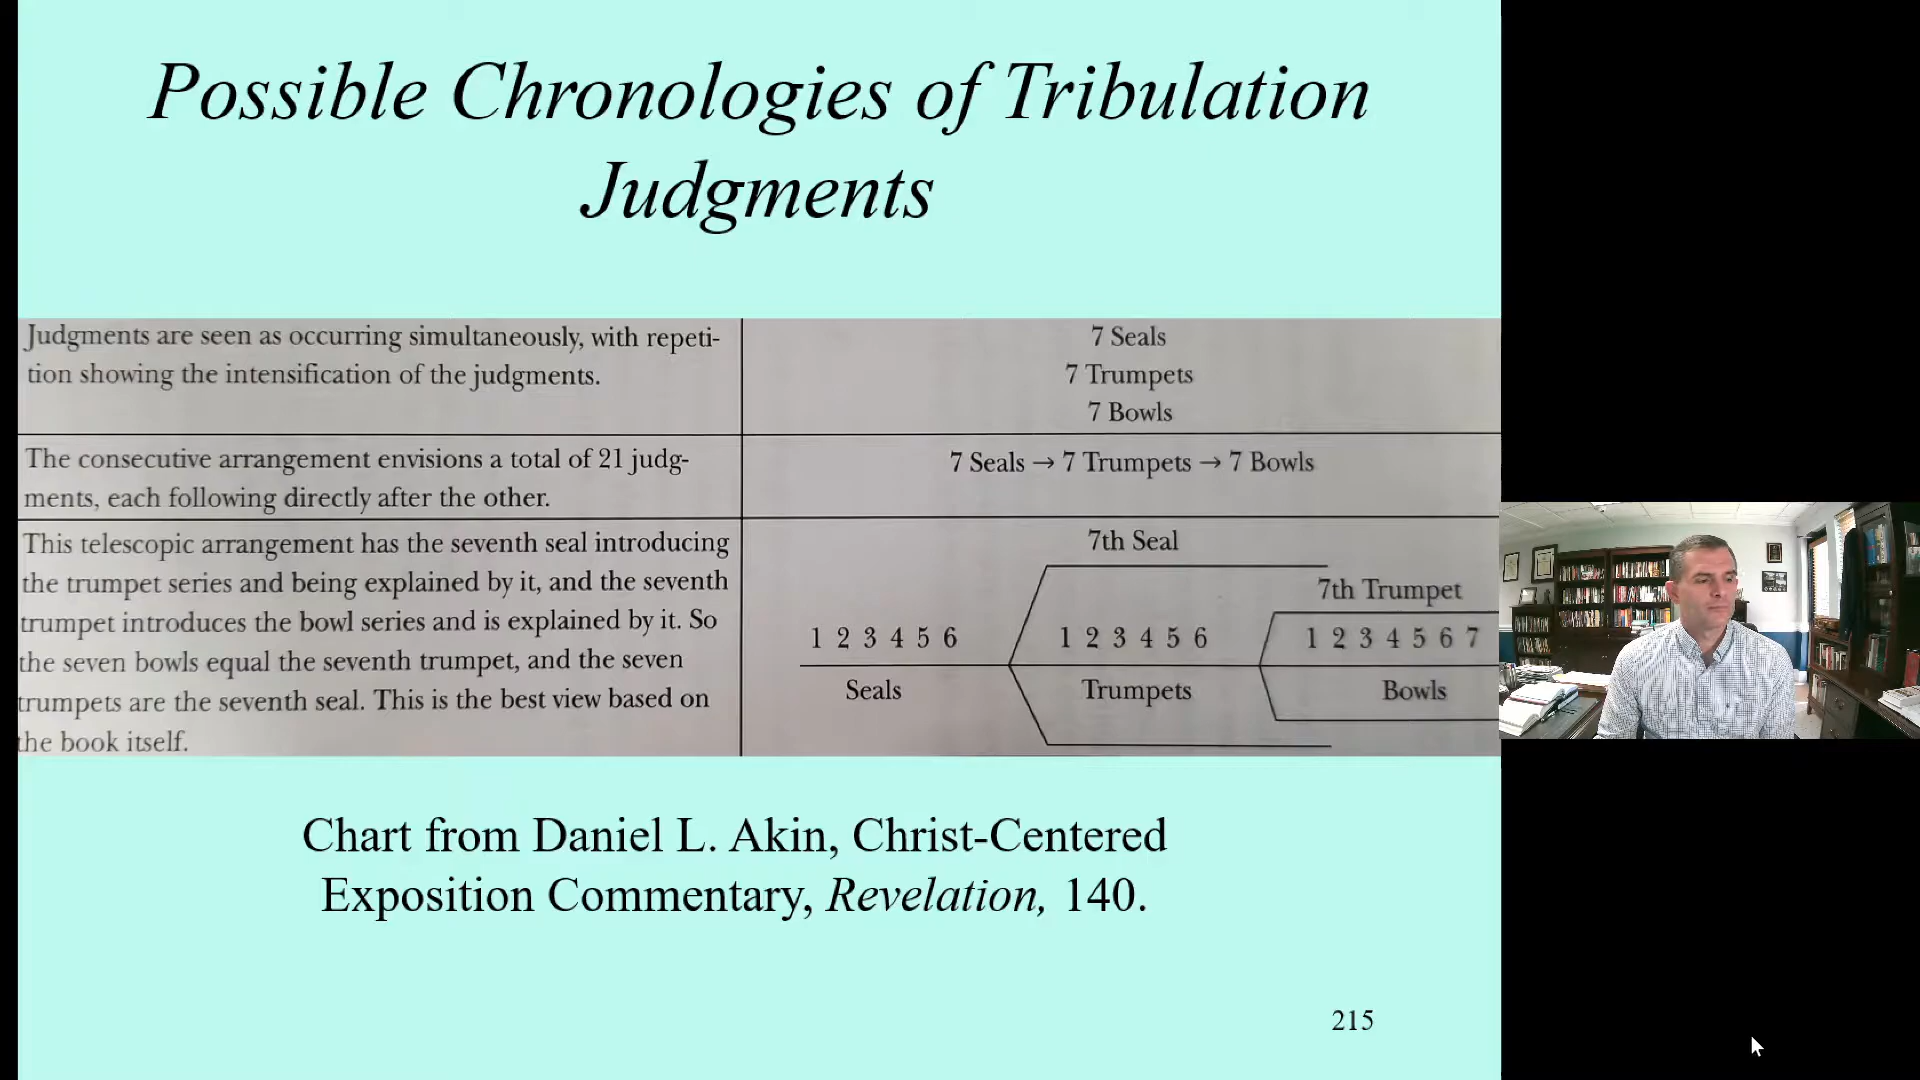 Possible Chronologies of Tribulation
Judgments
Judgments are seen as occurring simultaneously, with repeti-
tion showing the intensification of the judgments.
7 Seals
7 Trumpets
7 Bowls
The consecutive arrangement envisions a total of 21 judg-
ments, each following directly after the other.
7 Seals → 7 Trumpets → 7 Bowls
This telescopic arrangement has the seventh seal introducing
the trumpet series and being explained by it, and the seventh
trumpet introduces the bowl series and is explained by it. So
the seven bowls equal the seventh trumpet, and the seven
trumpets are the seventh seal. This is the best view based on
the book itself.
7th Seal
7th Trumpet
1 2 3 4 5 6
1 2 3 4 5 6
1 2 3 4 5 6 7
Seals
Trumpets
Bowls
Chart from Daniel L. Akin, Christ-Centered
Exposition Commentary, Revelation, 140.
215